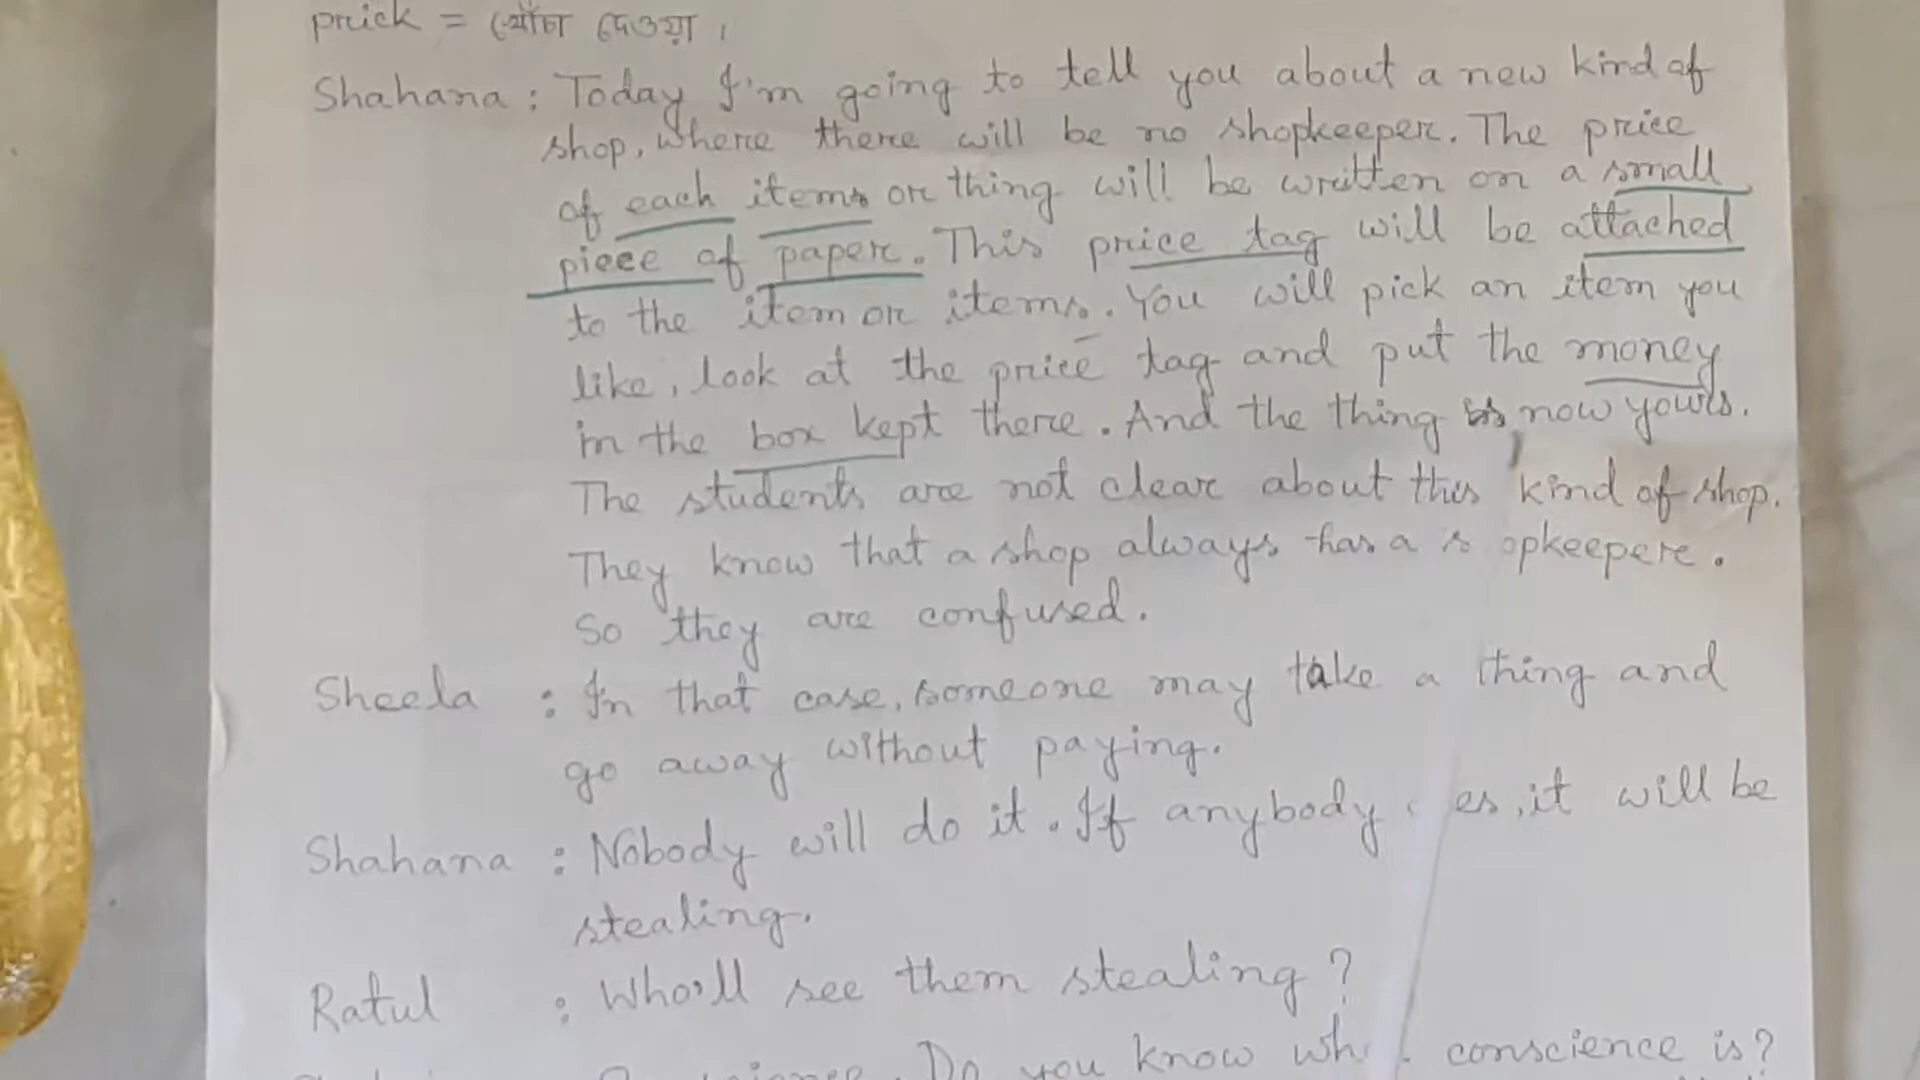 prick = খোঁচা দেওয়া ।
Shahana : Today I'm going to tell you about a new kind of
shop, where there will be no shopkeeper. The price
of each items or thing will be written on a small
piece of paper. This price tag will be attached
to the item or items. You will pick an item you
like, look at the price tag and put the money
in the box kept there. And the thing is now yours.
The students are not clear about this kind of shop.
They know that a shop always has a
So they are confused.
Sheela : In that case, someone may take a thing and
go away without paying.
Shahana : Nobody will do it. If anybody it will be
stealing.
Ratul : Who'll see them stealing?
Do you know conscience is?